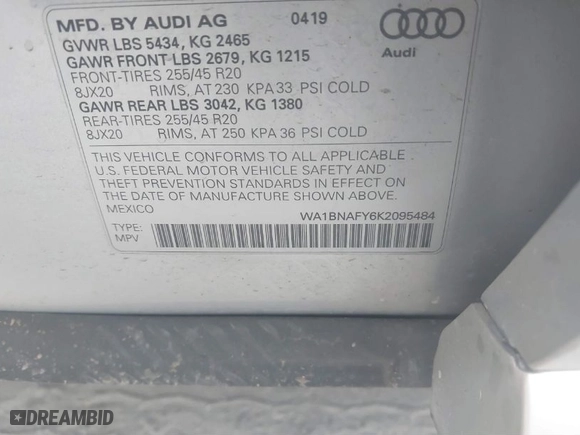 MFD. BY AUDI AG 0419
GVWR LBS 5434, KG 2465
GAWR FRONT LBS 2679, KG 1215
FRONT-TIRES 255/45 R20
8JX20 RIMS, AT 230 KPA 33 PSI COLD
GAWR REAR LBS 3042, KG 1380
REAR-TIRES 255/45 R20
8JX20 RIMS, AT 250 KPA 36 PSI COLD
Audi
THIS VEHICLE CONFORMS TO ALL APPLICABLE
U.S. FEDERAL MOTOR VEHICLE SAFETY AND
THEFT PREVENTION STANDARDS IN EFFECT ON
THE DATE OF MANUFACTURE SHOWN ABOVE.
MEXICO WA1BNAFY6K2095484
TYPE:
MPV
DREAMBID